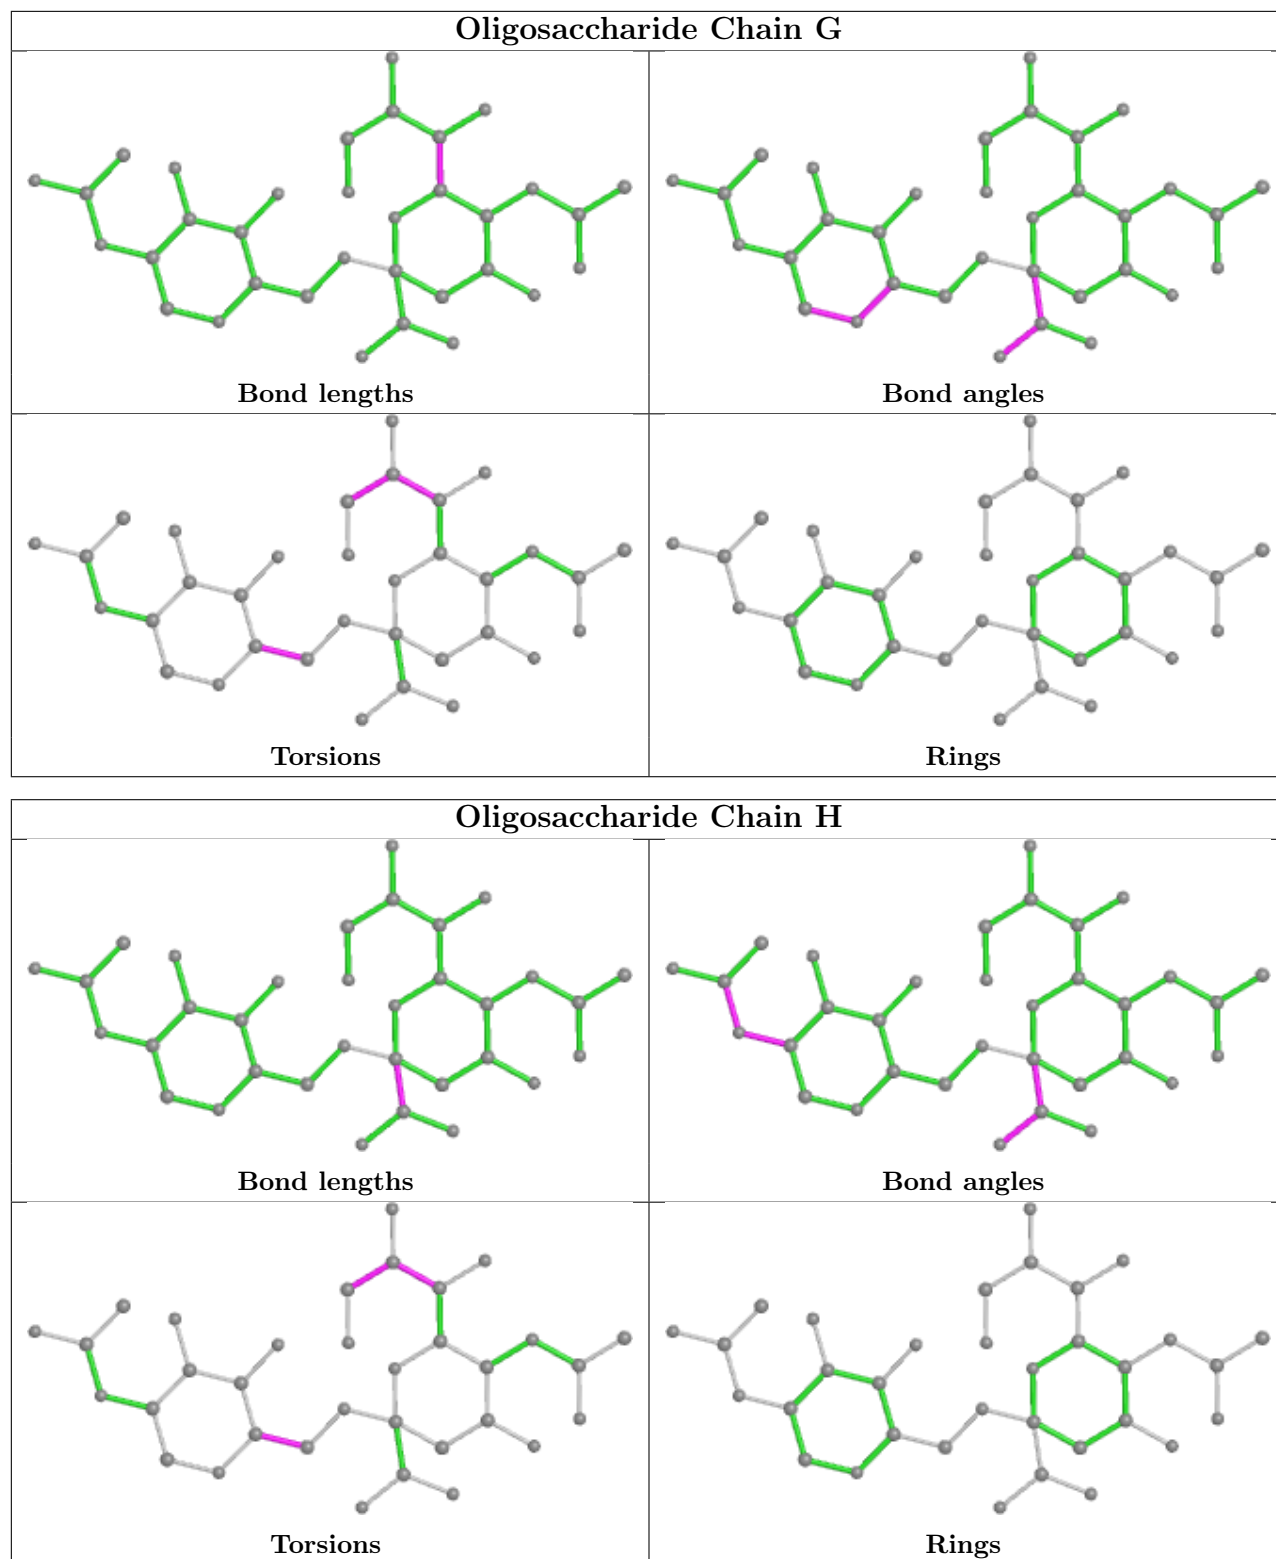 Oligosaccharide Chain G
Bond lengths
Bond angles
Torsions
Rings
Oligosaccharide Chain H
Bond lengths
Bond angles
Torsions
Rings